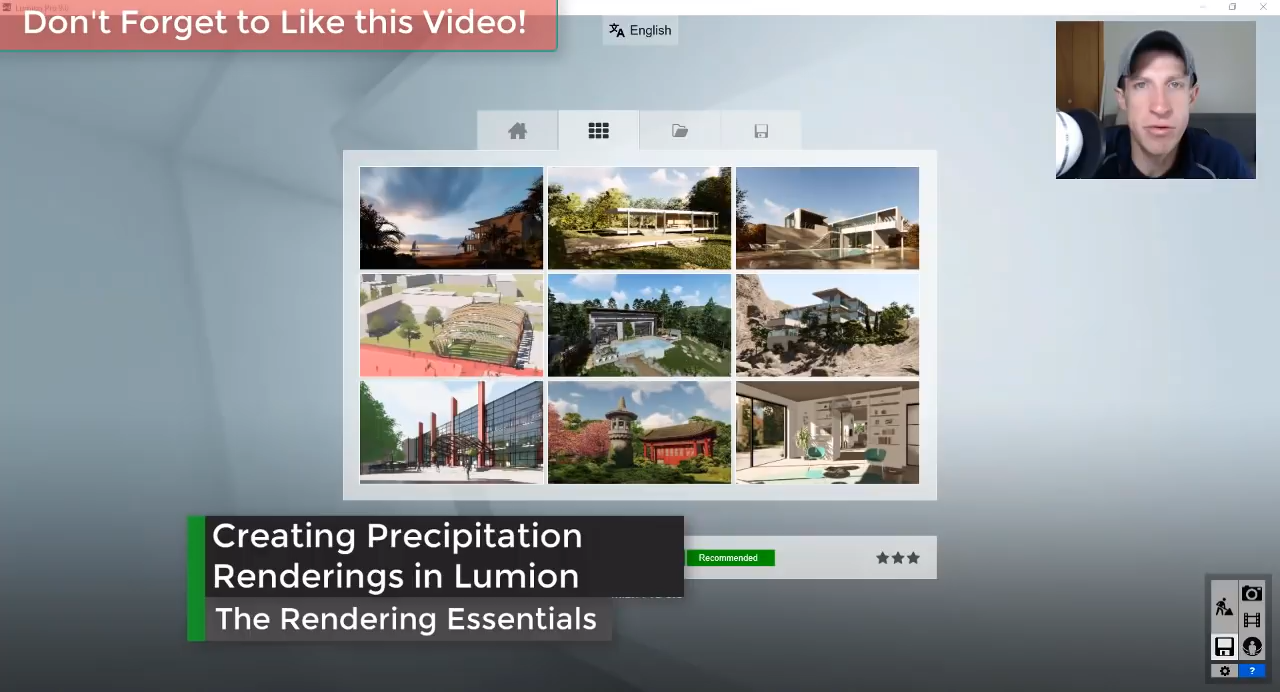 Don't Forget to Like this Video!
English
Creating Precipitation
Renderings in Lumion
Recommended
The Rendering Essentials
?